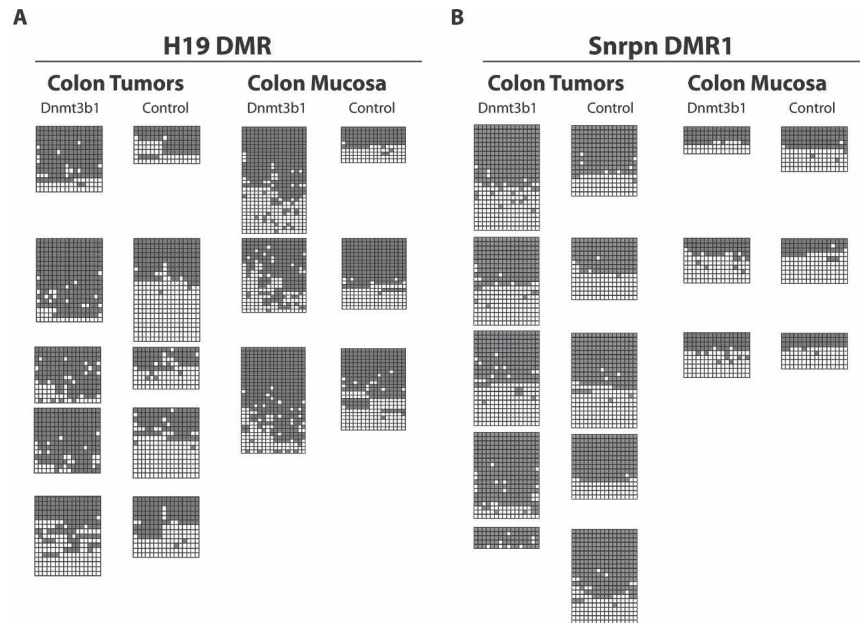 A
H19 DMR
Colon Tumors Colon Mucosa
Dnmt3b1 Control Dnmt3b1 Control
B
Snrpn DMR1
Colon Tumors Colon Mucosa
Dnmt3b1 Control Dnmt3b1 Control